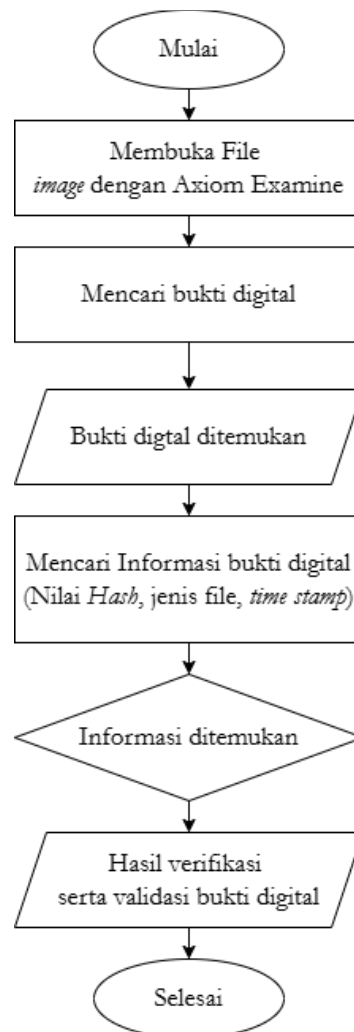 Mulai
Membuka File
image dengan Axiom Examine
Mencari bukti digital
Bukti digtal ditemukan
Mencari Informasi bukti digital
(Nilai Hash, jenis file, time stamp)
Informasi ditemukan
Hasil verifikasi
serta validasi bukti digital
Selesai